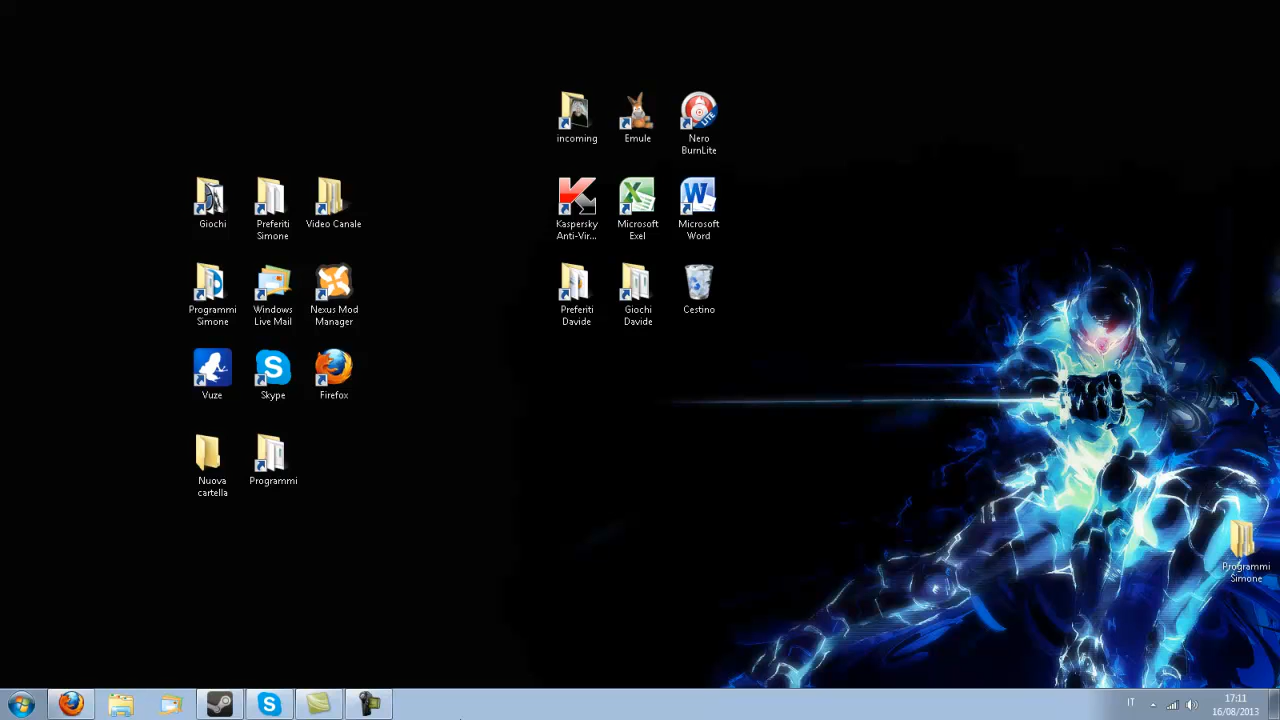 incoming
Emule
Nero
BurnLite
LITE
Giochi
Preferiti
Simone
Video Canale
Kaspersky
Anti-Vir...
Microsoft
Exel
Microsoft
Word
Programmi
Simone
Windows
Live Mail
Nexus Mod
Manager
Preferiti
Davide
Giochi
Davide
Cestino
Vuze
Skype
Firefox
Nuova
cartella
Programmi
Programmi
Simone
IT
17:11
16/08/2013